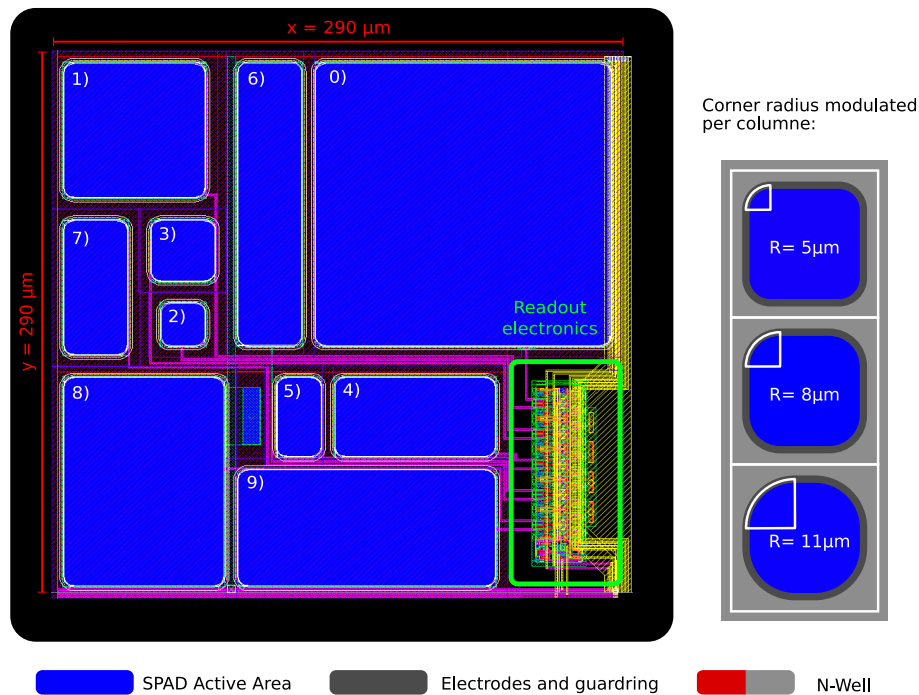 x = 290 μm
y = 290 μm
1)
6)
0)
7)
3)
2)
Readout
electronics
8)
5)
4)
9)
Corner radius modulated
per columne:
R= 5μm
R= 8μm
R= 11μm
SPAD Active Area
Electrodes and guardring
N-Well